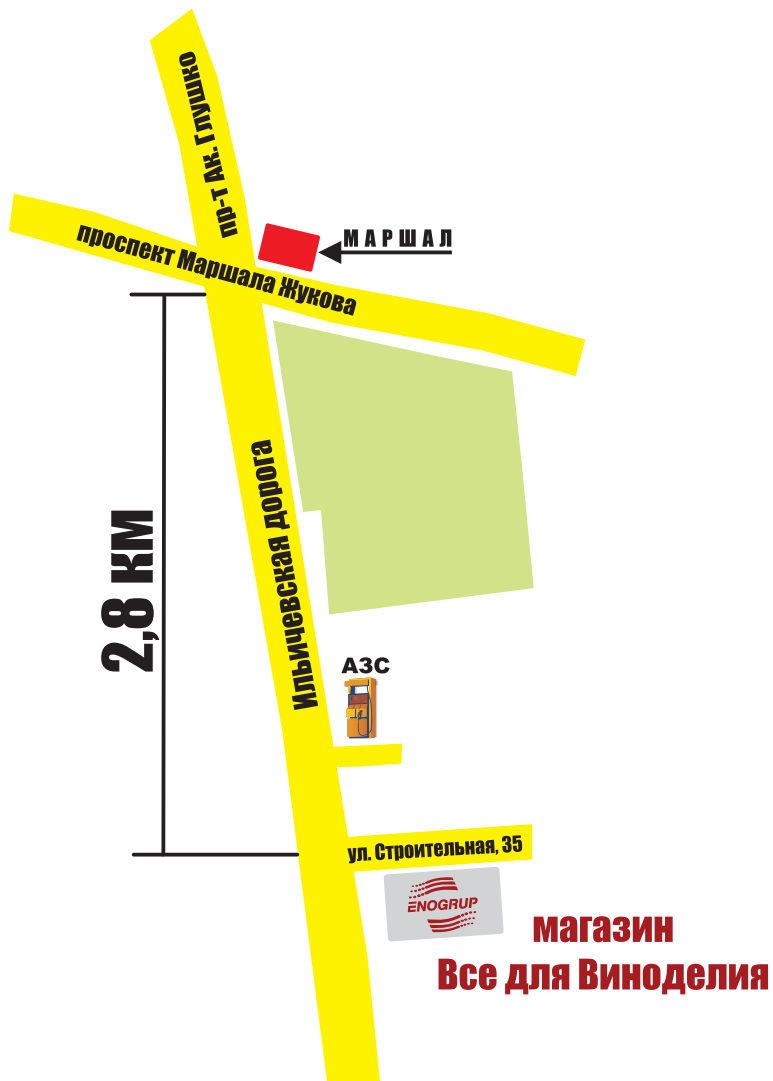 пр-т Ак. Глушко
МАРШАЛ
проспект Маршала Жукова
Ильичевская дорога
2,8 км
АЗС
ул. Строительная, 35
ENOGRUP
магазин
Все для Виноделия